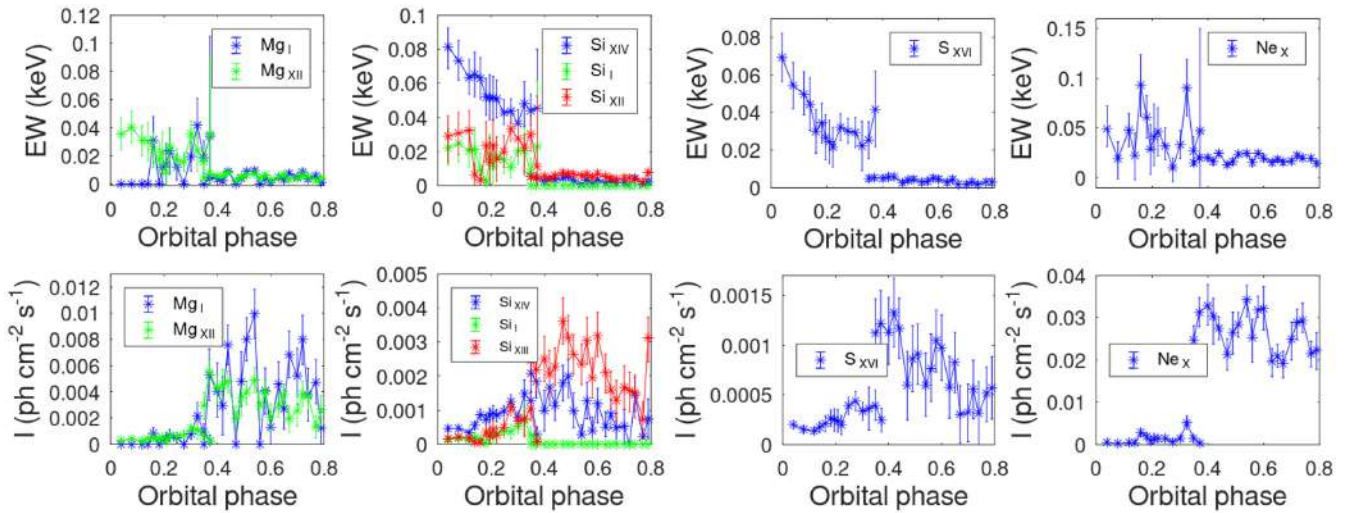 EW (keV)
0.12
0.1
0.08
0.06
0.04
0.02
0
Mg I
Mg XII
0 0.2 0.4 0.6 0.8
Orbital phase
EW (keV)
0.1
0.08
0.06
0.04
0.02
0
Si XIV
Si I
Si XII
0 0.2 0.4 0.6 0.8
Orbital phase
EW (keV)
0.08
0.06
0.04
0.02
0
S XVI
0 0.2 0.4 0.6 0.8
Orbital phase
EW (keV)
0.15
0.1
0.05
0
Ne X
0 0.2 0.4 0.6 0.8
Orbital phase
I (ph cm-2 s-1)
0.012
0.01
0.008
0.006
0.004
0.002
0
Mg I
Mg XII
0 0.2 0.4 0.6 0.8
Orbital phase
I (ph cm-2 s-1)
0.005
0.004
0.003
0.002
0.001
0
Si XIV
Si I
Si XIII
0 0.2 0.4 0.6 0.8
Orbital phase
I (ph cm-2 s-1)
0.0015
0.001
0.0005
0
S XVI
0 0.2 0.4 0.6 0.8
Orbital phase
I (ph cm-2 s-1)
0.04
0.03
0.02
0.01
0
Ne X
0 0.2 0.4 0.6 0.8
Orbital phase